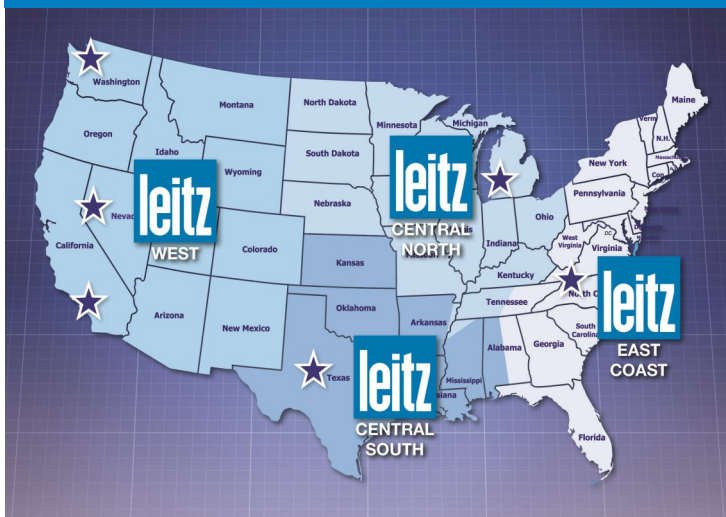 Washington
Montana
North Dakota
Minnesota
Michigan
Maine
Verm
N.H.
Oregon
Idaho
South Dakota
New York
Wyoming
leitz
WEST
leitz
CENTRAL
NORTH
Pennsylvania
Nebraska
Ohio
Indiana
West
Virginia
DC
Virginia
California
Colorado
Kansas
Kentucky
leitz
EAST
COAST
Tennessee
Arizona
New Mexico
Oklahoma
Arkansas
South
Carolina
Alabama
Georgia
Texas
leitz
CENTRAL
SOUTH
Mississippi
Florida